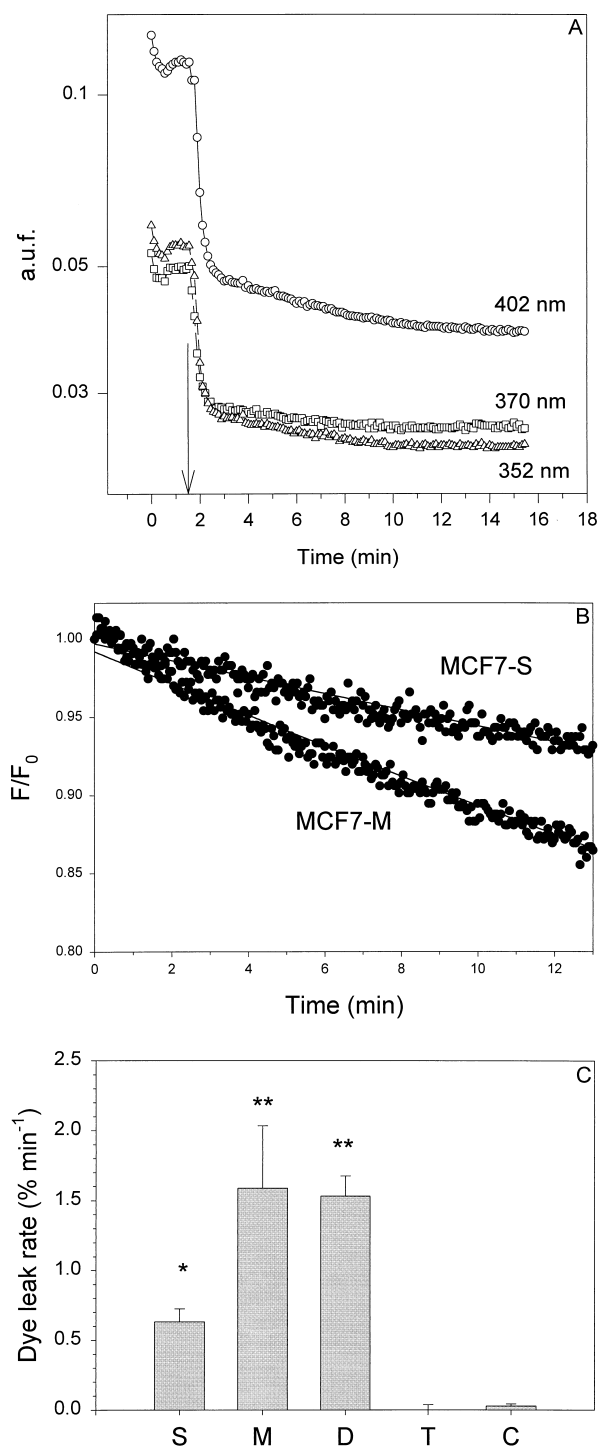 A
a.u.f.
0.1
0.05
0.03
402 nm
370 nm
352 nm
0 2 4 6 8 10 12 14 16 18
Time (min)
B
F/F0
1.00
0.95
0.90
0.85
0.80
MCF7-S
MCF7-M
0 2 4 6 8 10 12
Time (min)
C
Dye leak rate (% min-1)
2.5
2.0
1.5
1.0
0.5
0.0
*
**
**
S M D T C